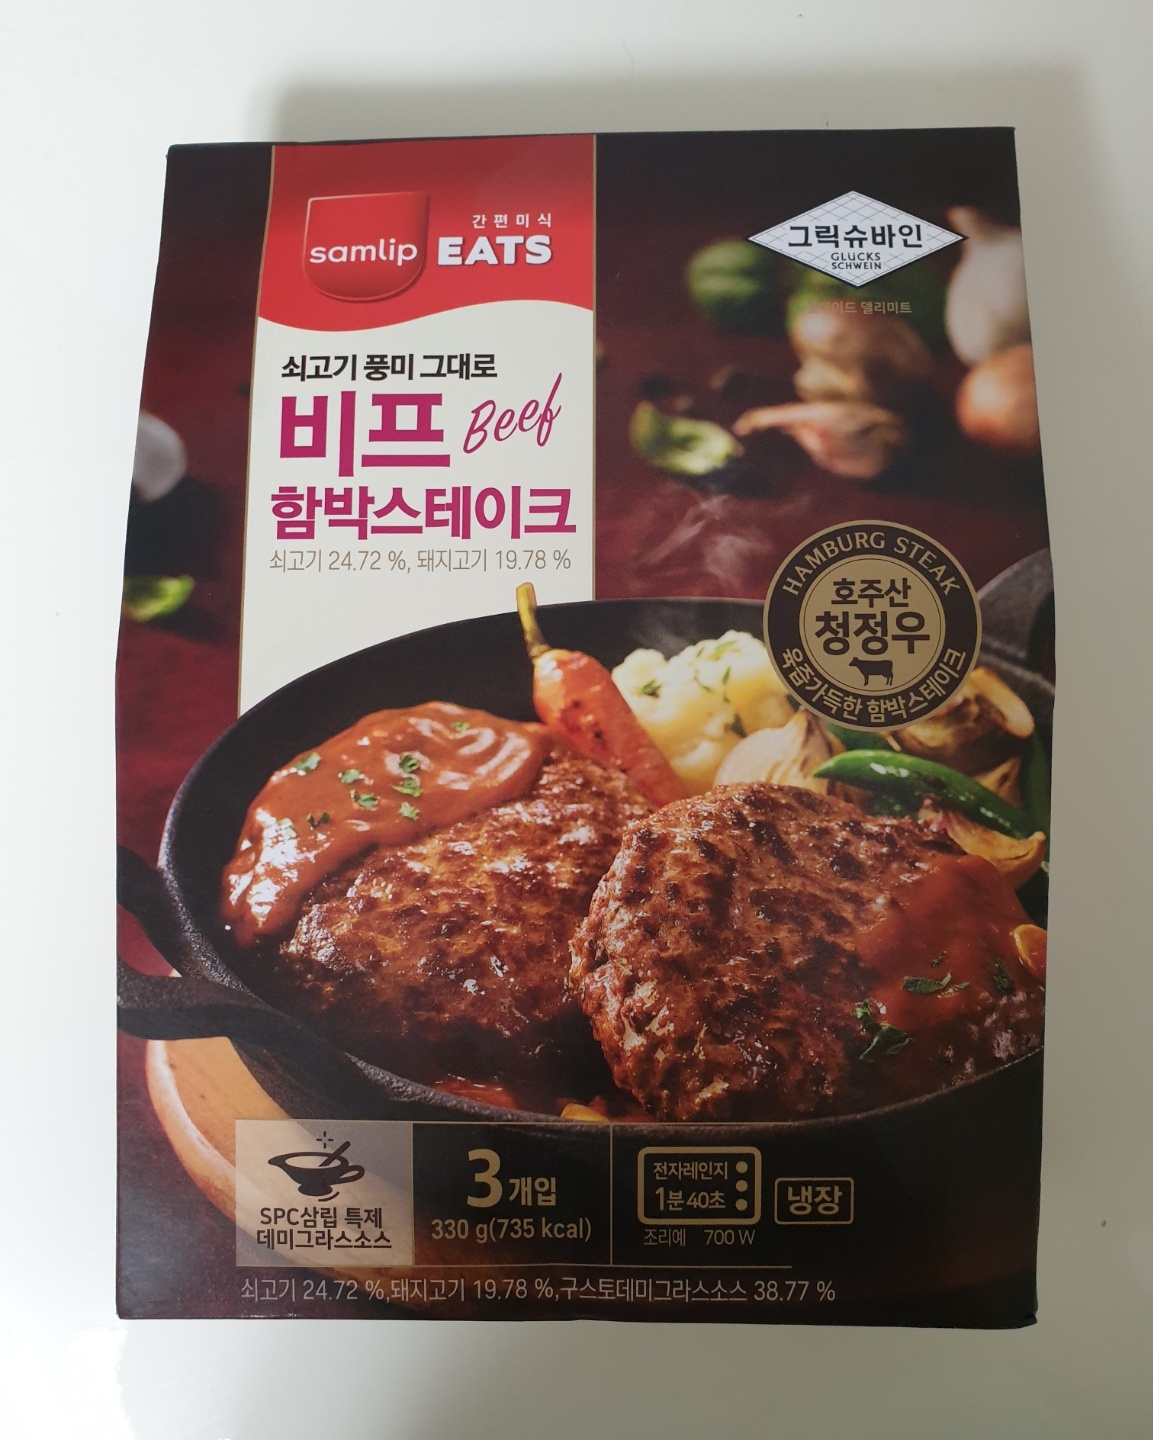 samlip
간편미식
EATS
그릭슈바인
GLUCKS
SCHWEIN
델리미트
쇠고기 풍미 그대로
비프 Beef
함박스테이크
쇠고기 24.72 %, 돼지고기 19.78 %
HAMBURG STEAK
호주산
청정우
육즙가득한 함박스테이크
SPC삼립 특제
데미그라스소스
3개입
330 g(735 kcal)
전자레인지
1분 40초
조리예 700 W
냉장
쇠고기 24.72 %,돼지고기 19.78 %,구스토데미그라스소스 38.77 %